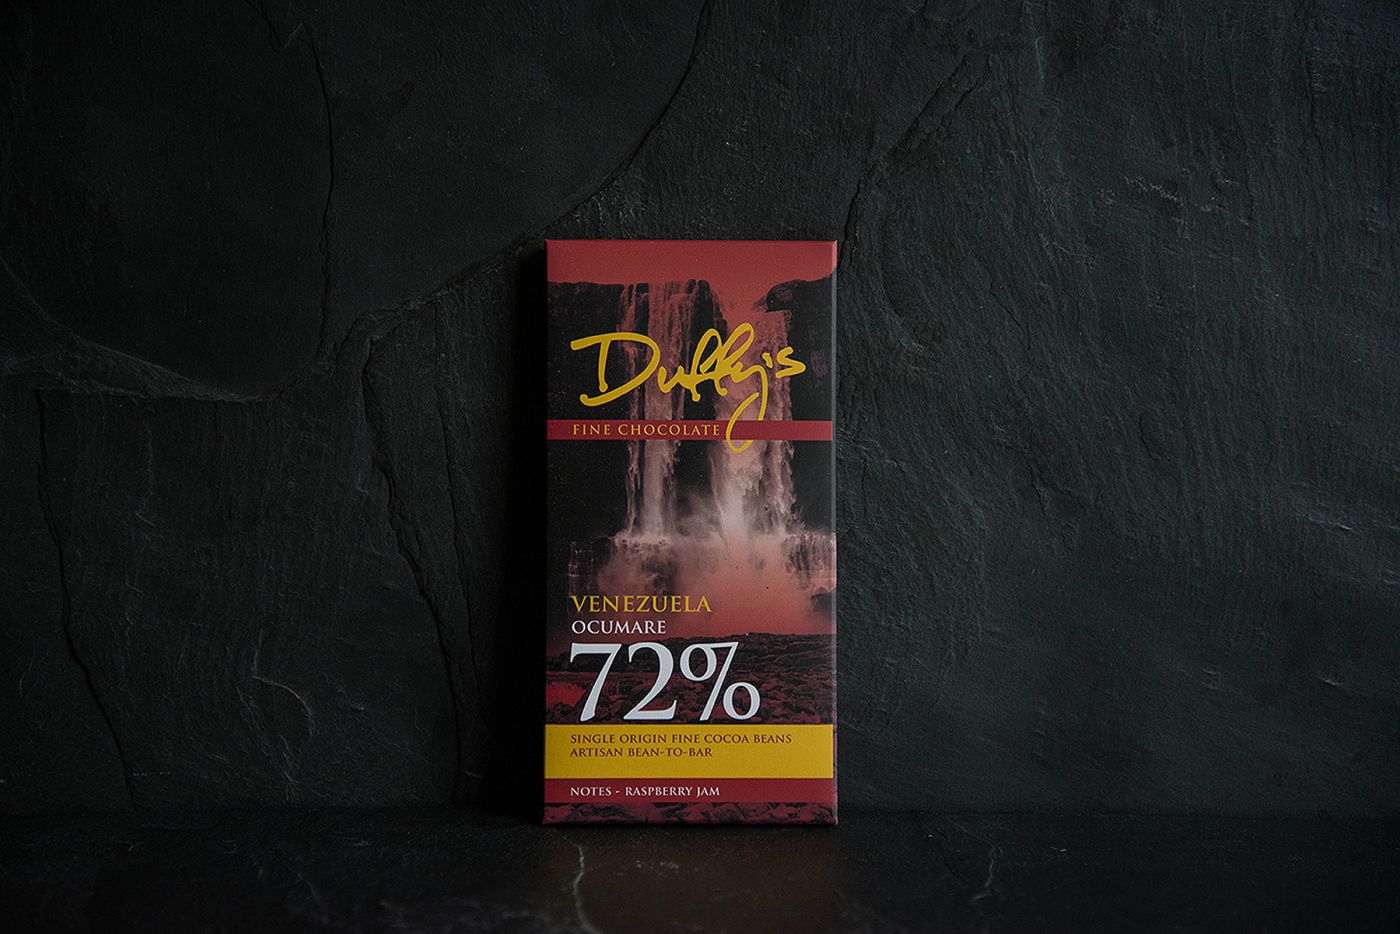 Duffy's
FINE CHOCOLATE
VENEZUELA
OCUMARE
72%
SINGLE ORIGIN FINE COCOA BEANS
ARTISAN BEAN-TO-BAR
NOTES - RASPBERRY JAM